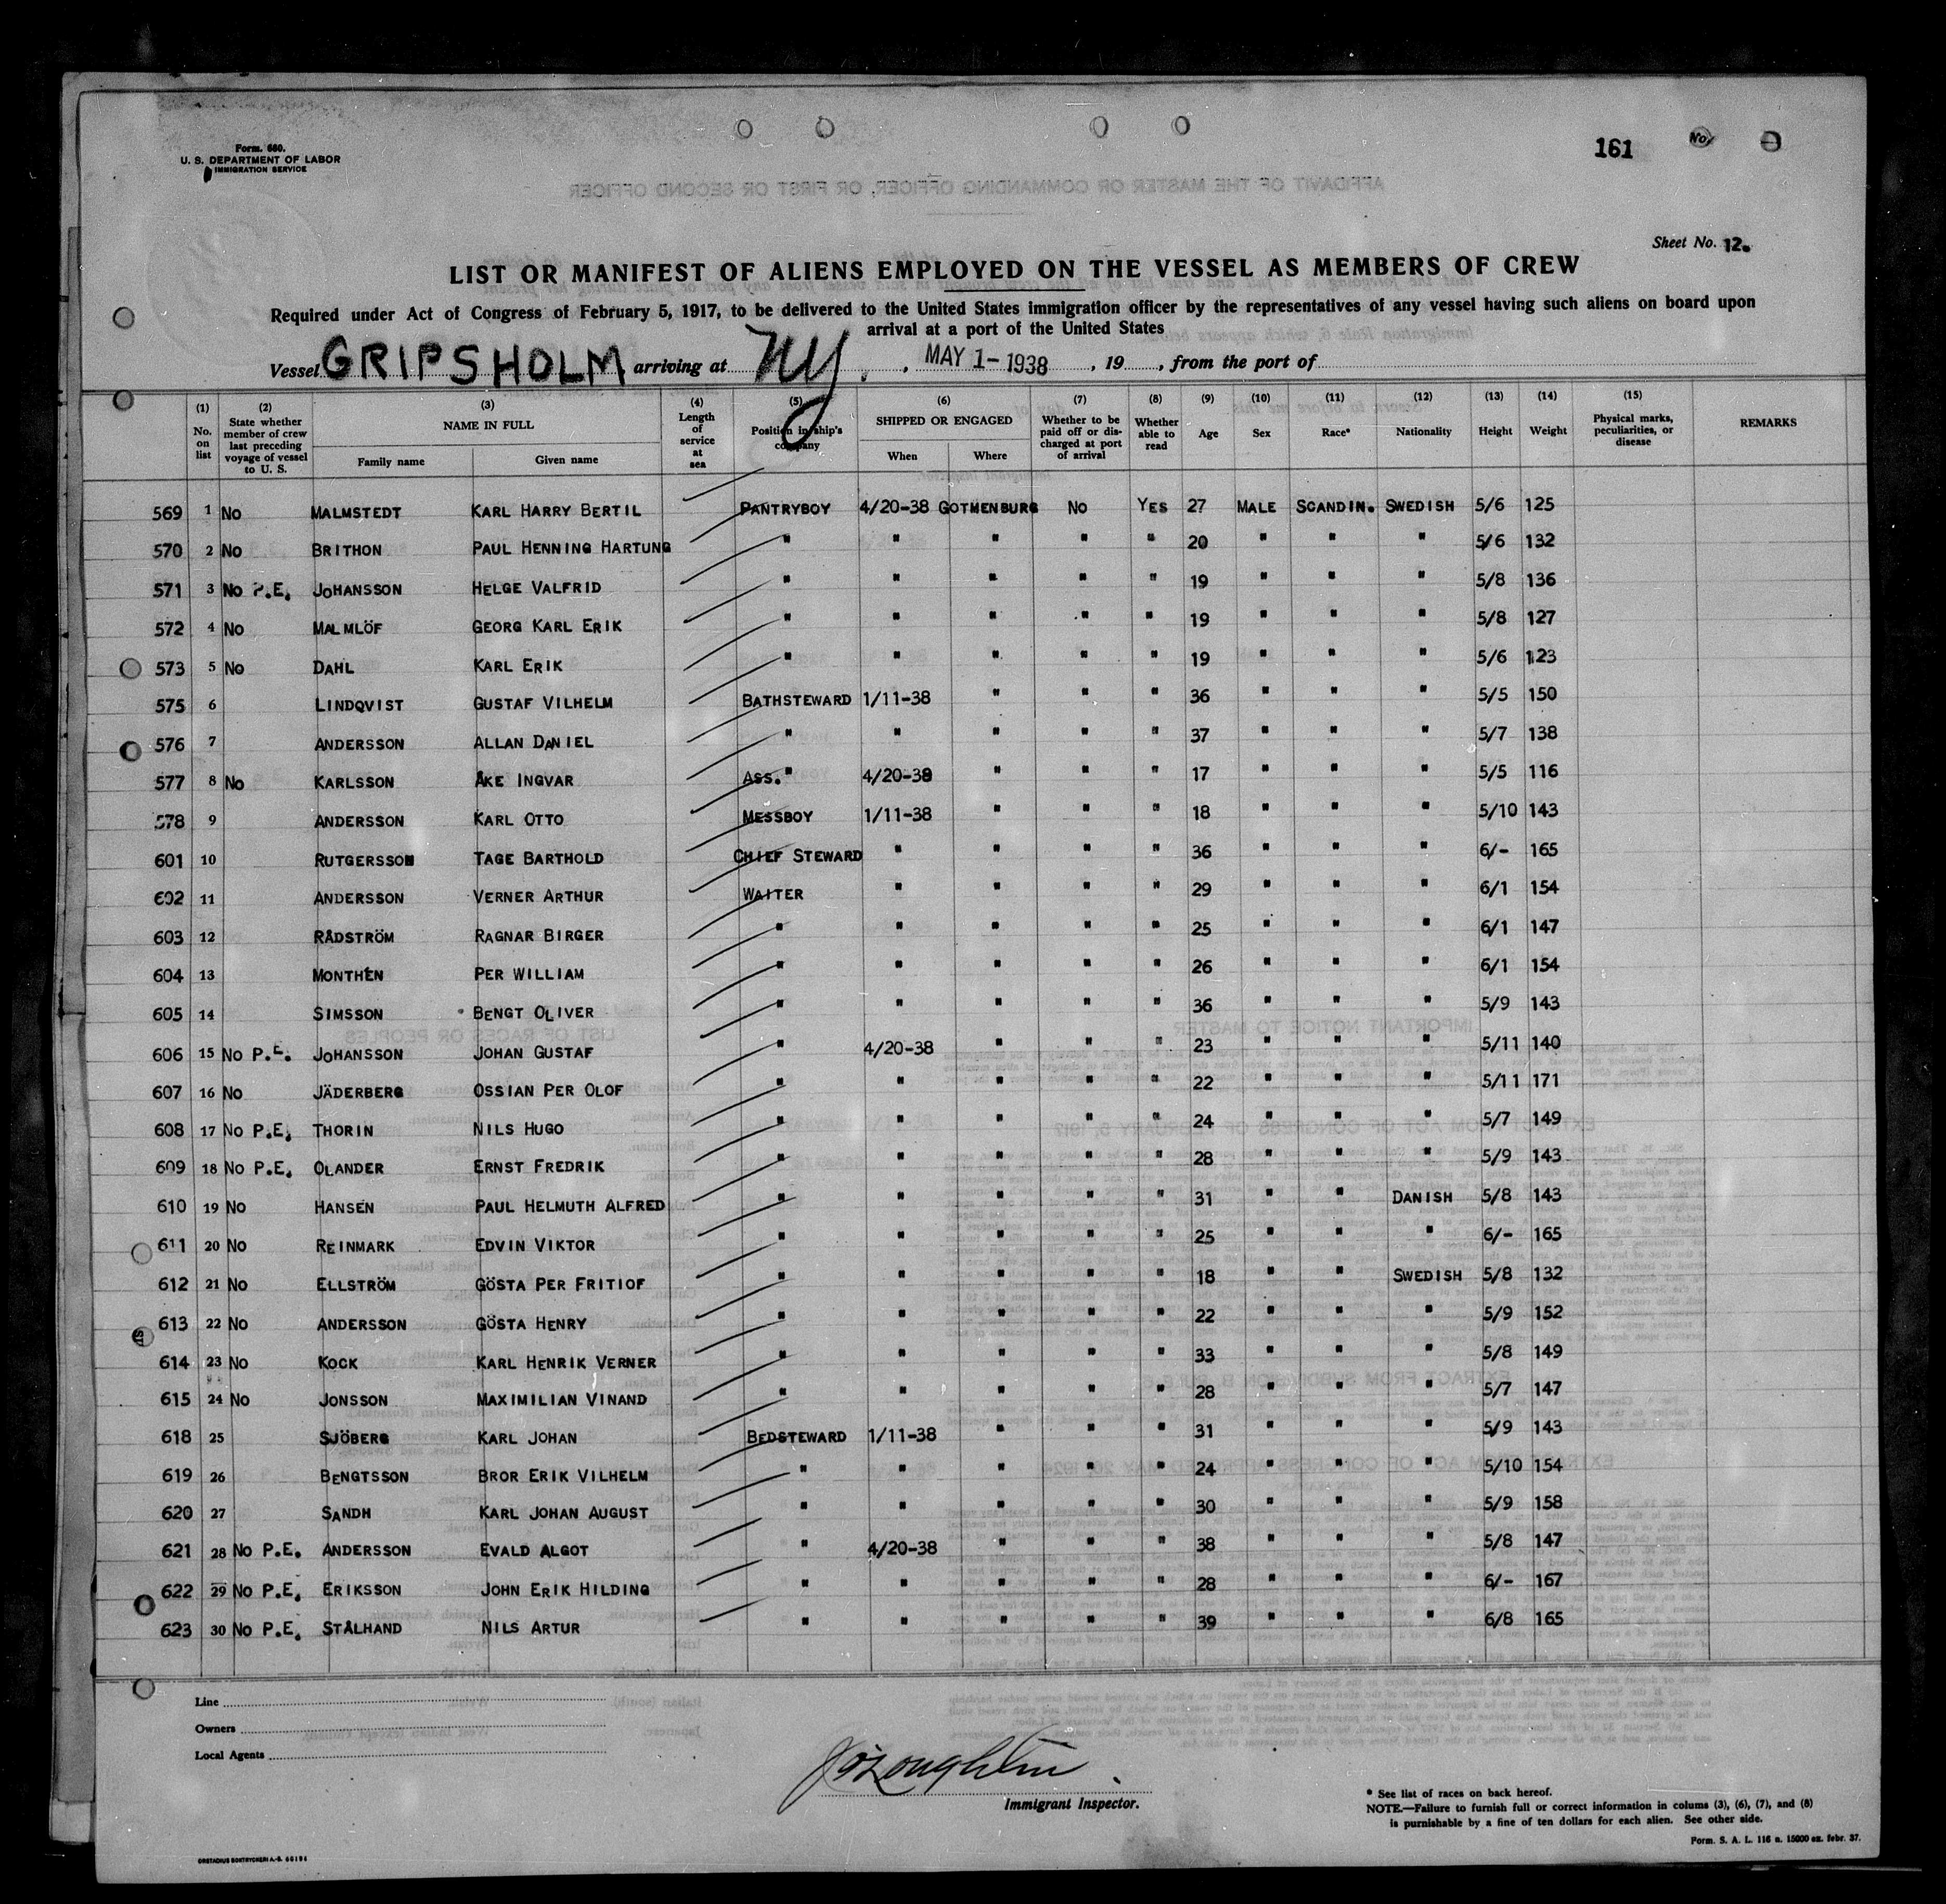 Form. 680.
U. S. DEPARTMENT OF LABOR
IMMIGRATION SERVICE
161
Sheet No. 12.
LIST OR MANIFEST OF ALIENS EMPLOYED ON THE VESSEL AS MEMBERS OF CREW
Required under Act of Congress of February 5, 1917, to be delivered to the United States immigration officer by the representatives of any vessel having such aliens on board upon
arrival at a port of the United States
Vessel GRIPSHOLM arriving at NY. , MAY 1-1938 , 19 , from the port of
(1) No. on list (2) State whether member of crew last preceding voyage of vessel to U. S. (3) NAME IN FULL Family name Given name (4) Length of service at sea (5) Position in ship's company (6) SHIPPED OR ENGAGED When Where (7) Whether to be paid off or discharged at port of arrival (8) Whether able to read (9) Age (10) Sex (11) Race* (12) Nationality (13) Height (14) Weight (15) Physical marks, peculiarities, or disease REMARKS
569 1 No MALMSTEDT KARL HARRY BERTIL PANTRYBOY 4/20-38 GOTHENBURG No YES 27 MALE SCANDIN. SWEDISH 5/6 125
570 2 No BRITHON PAUL HENNING HARTUNG " " " " " 20 " " " 5/6 132
571 3 No P.E. JOHANSSON HELGE VALFRID " " " " " 19 " " " 5/8 136
572 4 No MALMLÖF GEORG KARL ERIK " " " " " 19 " " " 5/8 127
573 5 No DAHL KARL ERIK " " " " " 19 " " " 5/6 123
575 6 LINDQVIST GUSTAF VILHELM BATHSTEWARD 1/11-38 " " " 36 " " " 5/5 150
576 7 ANDERSSON ALLAN DANIEL " " " " " 37 " " " 5/7 138
577 8 No KARLSSON ÅKE INGVAR ASS." 4/20-38 " " " 17 " " " 5/5 116
578 9 ANDERSSON KARL OTTO MESSBOY 1/11-38 " " " 18 " " " 5/10 143
601 10 RUTGERSSON TAGE BARTHOLD CHIEF STEWARD " " " " 36 " " " 6/- 165
602 11 ANDERSSON VERNER ARTHUR WAITER " " " " 29 " " " 6/1 154
603 12 RÅDSTRÖM RAGNAR BIRGER " " " " " 25 " " " 6/1 147
604 13 MONTHÉN PER WILLIAM " " " " " 26 " " " 6/1 154
605 14 SIMSSON BENGT OLIVER " " " " " 36 " " " 5/9 143
606 15 No P.E. JOHANSSON JOHAN GUSTAF " 4/20-38 " " " 23 " " " 5/11 140
607 16 No JÄDERBERG OSSIAN PER OLOF " " " " " 22 " " " 5/11 171
608 17 No P.E. THORIN NILS HUGO " " " " " 24 " " " 5/7 149
609 18 No P.E. OLANDER ERNST FREDRIK " " " " " 28 " " " 5/9 143
610 19 No HANSEN PAUL HELMUTH ALFRED " " " " " 31 " " DANISH 5/8 143
611 20 No REINMARK EDVIN VIKTOR " " " " " 25 " " " 6/- 165
612 21 No ELLSTRÖM GÖSTA PER FRITIOF " " " " " 18 " " SWEDISH 5/8 132
613 22 No ANDERSSON GÖSTA HENRY " " " " " 22 " " " 5/9 152
614 23 No KOCK KARL HENRIK VERNER " " " " " 33 " " " 5/8 149
615 24 No JONSSON MAXIMILIAN VINAND " " " " " 28 " " " 5/7 147
618 25 SJÖBERG KARL JOHAN BEDSTEWARD 1/11-38 " " " 31 " " " 5/9 143
619 26 BENGTSSON BROR ERIK VILHELM " " " " " 24 " " " 5/10 154
620 27 SANDH KARL JOHAN AUGUST " " " " " 30 " " " 5/9 158
621 28 No P.E. ANDERSSON EVALD ALGOT " 4/20-38 " " " 38 " " " 5/8 147
622 29 No P.E. ERIKSSON JOHN ERIK HILDING " " " " " 28 " " " 6/- 167
623 30 No P.E. STÅLHAND NILS ARTUR " " " " " 39 " " " 6/8 165
Line
Owners
Local Agents
J O'Loughlin
Immigrant Inspector.
* See list of races on back hereof.
NOTE.—Failure to furnish full or correct information in colums (3), (6), (7), and (8)
is punishable by a fine of ten dollars for each alien. See other side.
Form. S. A. L. 116 a. 15000 ex. febr. 37.